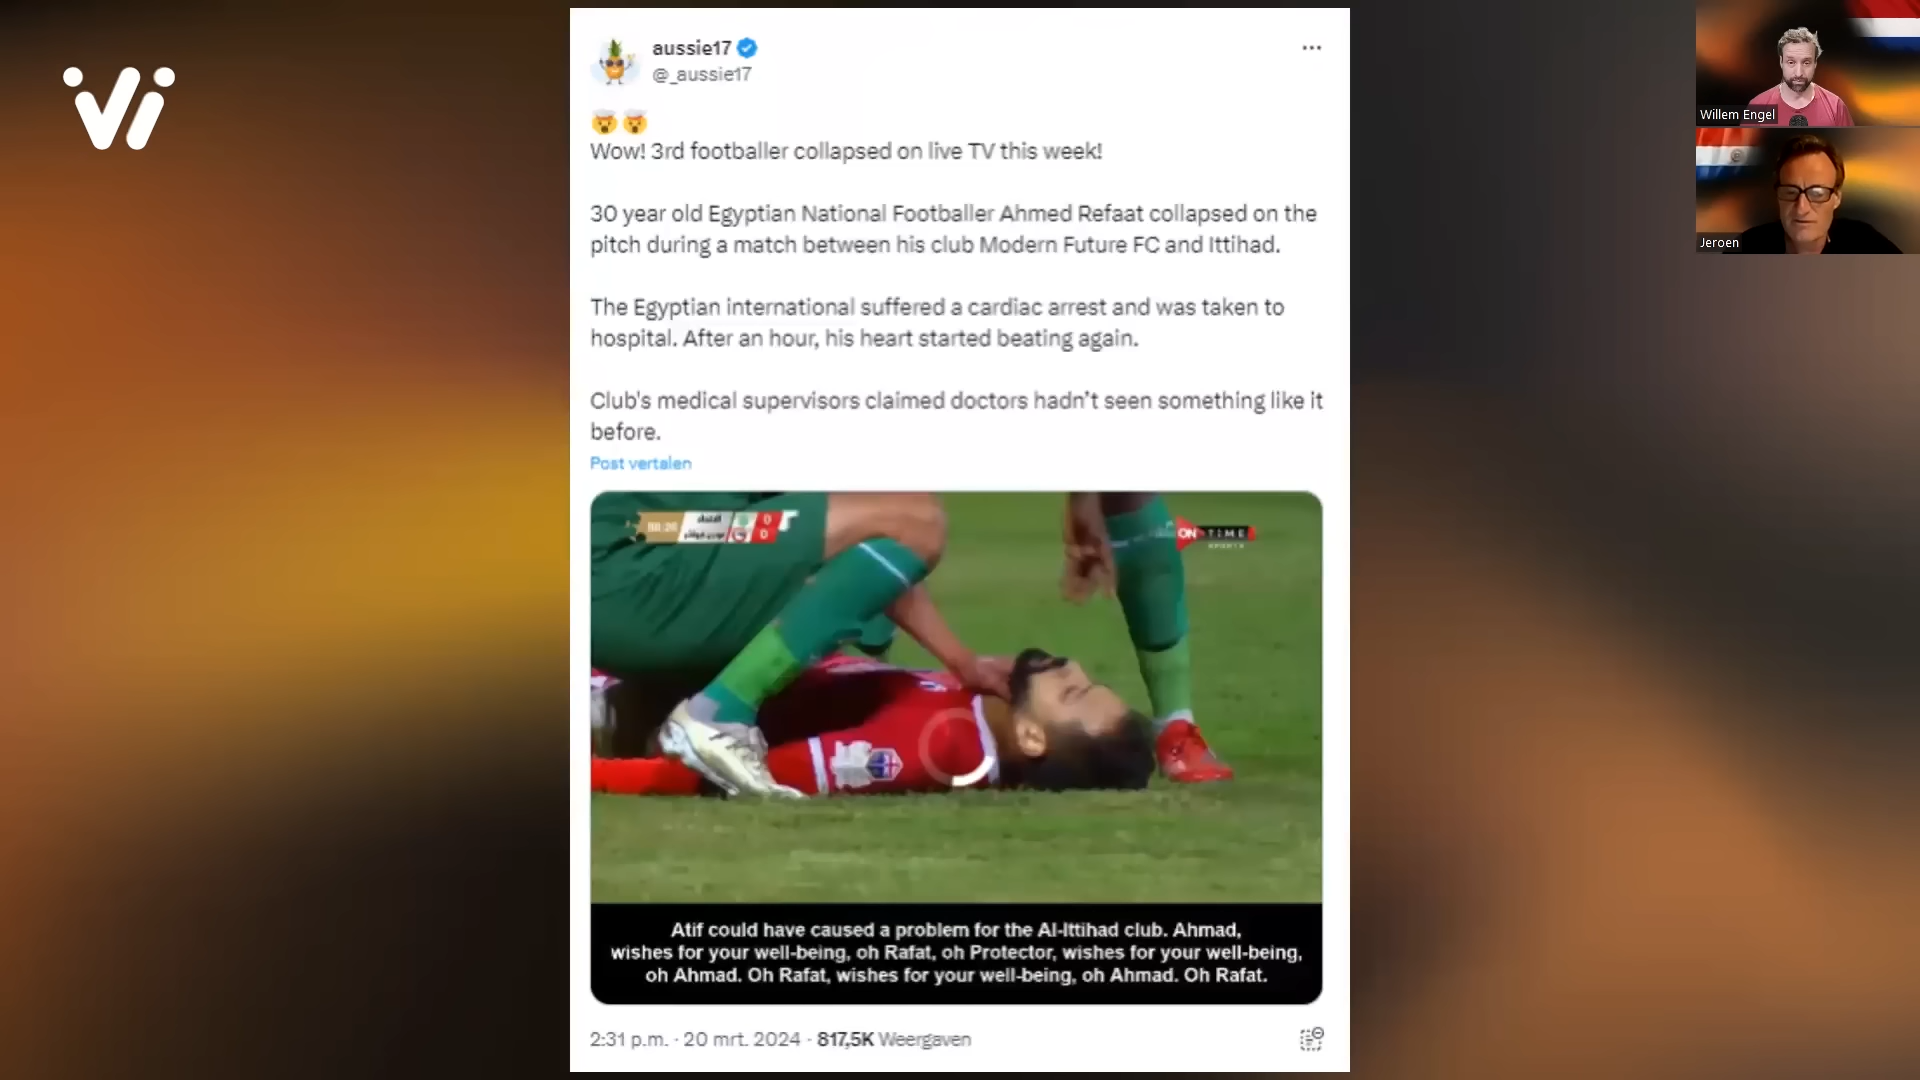 Vi
aussie17
@_aussie17
Wow! 3rd footballer collapsed on live TV this week!
30 year old Egyptian National Footballer Ahmed Refaat collapsed on the
pitch during a match between his club Modern Future FC and Ittihad.
The Egyptian international suffered a cardiac arrest and was taken to
hospital. After an hour, his heart started beating again.
Club's medical supervisors claimed doctors hadn't seen something like it
before.
Post vertalen
0
0
ON TIME
SPORTS
Atif could have caused a problem for the Al-Ittihad club. Ahmad,
wishes for your well-being, oh Rafat, oh Protector, wishes for your well-being,
oh Ahmad. Oh Rafat, wishes for your well-being, oh Ahmad. Oh Rafat.
2:31 p.m. · 20 mrt. 2024 · 817,5K Weergaven
Willem Engel
Jeroen